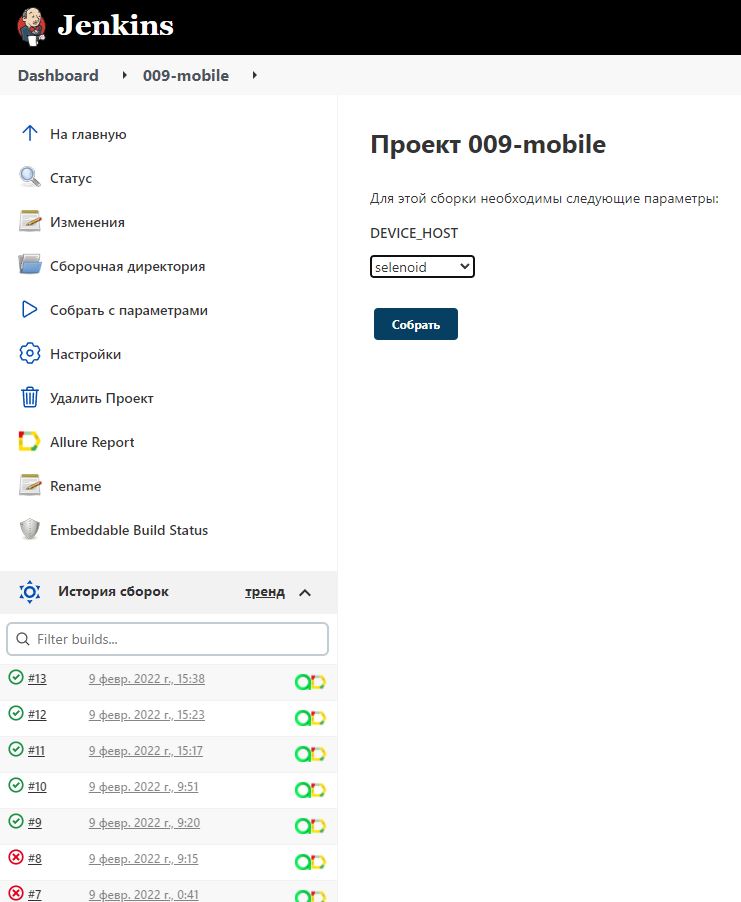 Jenkins
Dashboard
009-mobile
На главную
Статус
Изменения
Сборочная директория
Собрать с параметрами
Настройки
Удалить Проект
Allure Report
Rename
Embeddable Build Status
История сборок тренд
Filter builds...
#13 9 февр. 2022 г., 15:38
#12 9 февр. 2022 г., 15:23
#11 9 февр. 2022 г., 15:17
#10 9 февр. 2022 г., 9:51
#9 9 февр. 2022 г., 9:20
#8 9 февр. 2022 г., 9:15
#7 9 февр. 2022 г., 0:41
Проект 009-mobile
Для этой сборки необходимы следующие параметры:
DEVICE_HOST
selenoid
Собрать